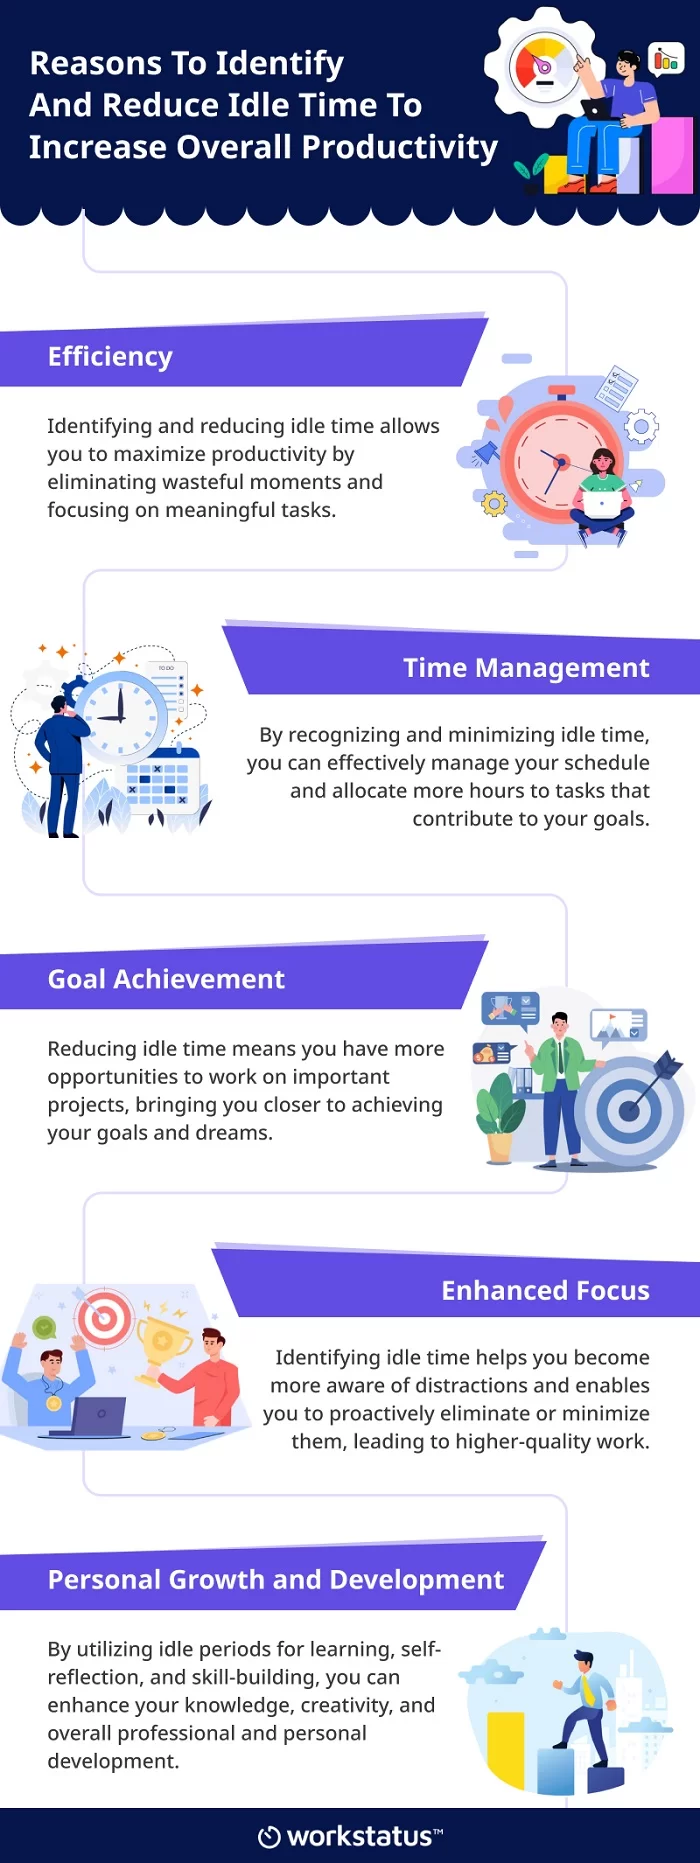 Reasons To Identify
And Reduce Idle Time To
Increase Overall Productivity
Efficiency
Identifying and reducing idle time allows
you to maximize productivity by
eliminating wasteful moments and
focusing on meaningful tasks.
TO DO
Time Management
By recognizing and minimizing idle time,
you can effectively manage your schedule
and allocate more hours to tasks that
contribute to your goals.
Goal Achievement
Reducing idle time means you have more
opportunities to work on important
projects, bringing you closer to achieving
your goals and dreams.
Enhanced Focus
Identifying idle time helps you become
more aware of distractions and enables
you to proactively eliminate or minimize
them, leading to higher-quality work.
Personal Growth and Development
By utilizing idle periods for learning, self-
reflection, and skill-building, you can
enhance your knowledge, creativity, and
overall professional and personal
development.
workstatus™